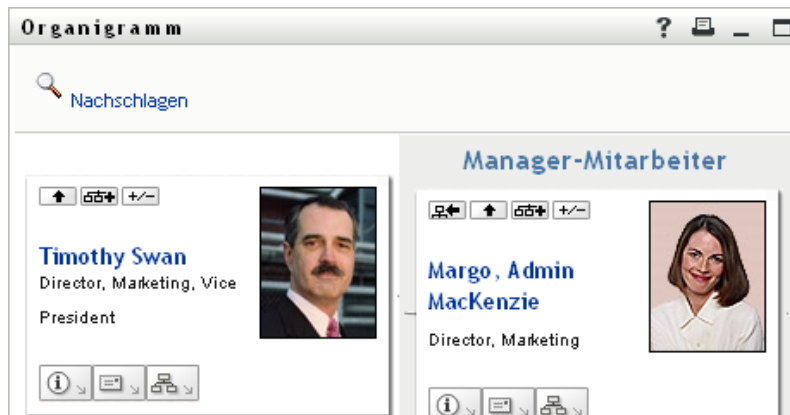 Organigramm
?
Nachschlagen
Manager-Mitarbeiter
+/−
+/−
Timothy Swan
Director, Marketing, Vice
President
Margo, Admin
MacKenzie
Director, Marketing